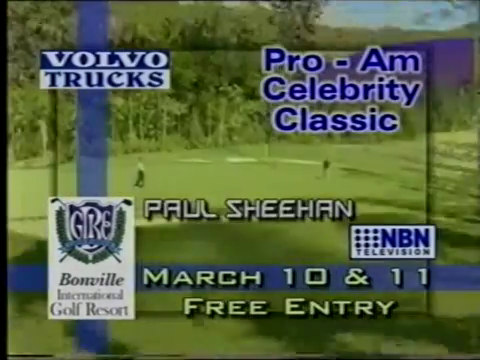 VOLVO
TRUCKS
Pro - Am
Celebrity
Classic
PAUL SHEEHAN
NBN
TELEVISION
Bonville
International
Golf Resort
MARCH 10 & 11
FREE ENTRY